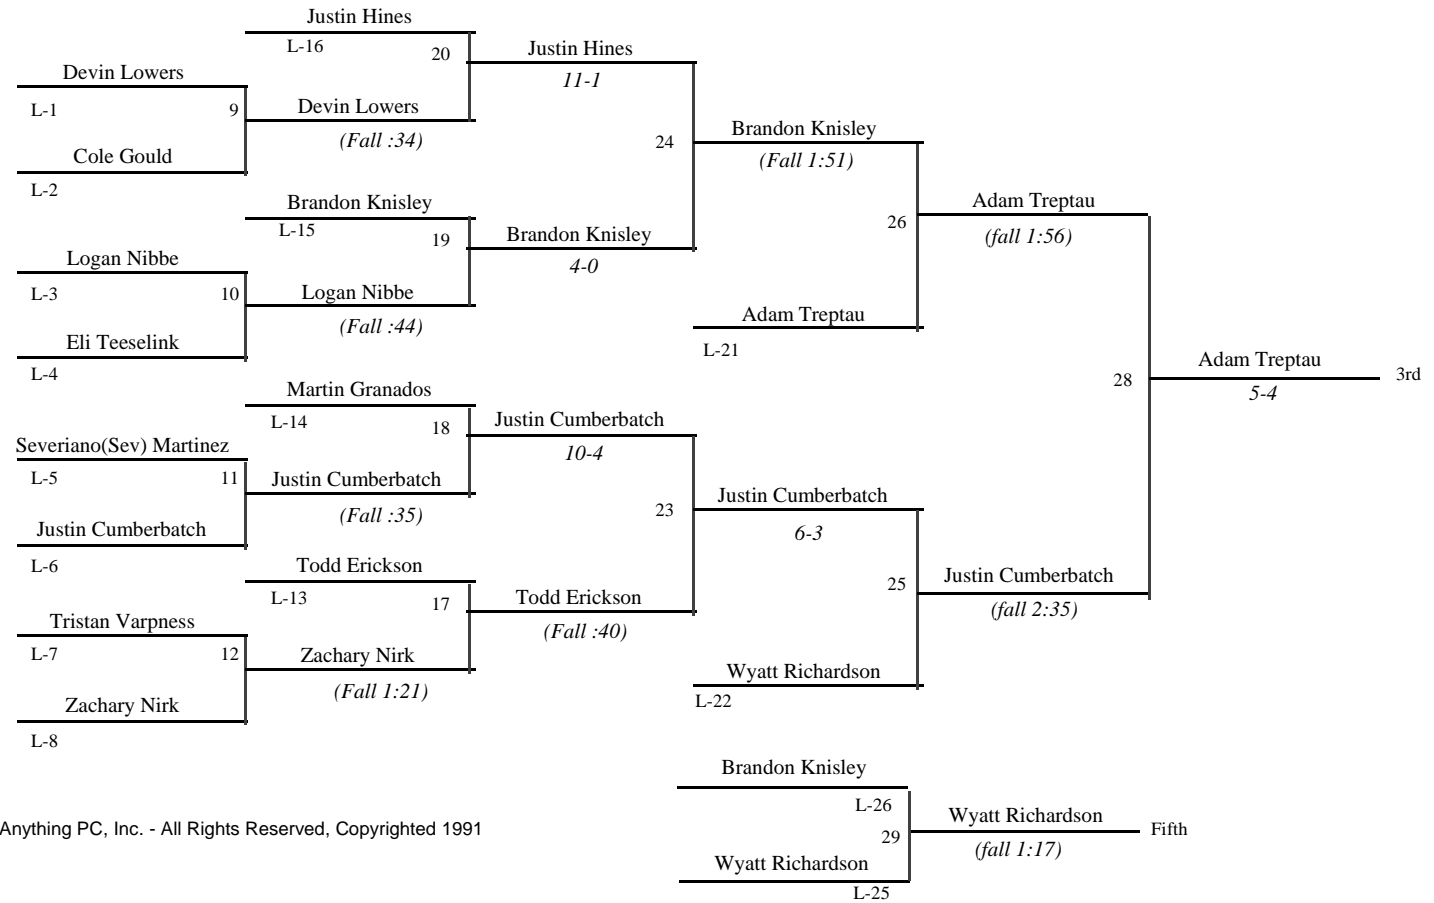 Justin Hines
L-16
20
Justin Hines
11-1
Devin Lowers
L-1
9
Devin Lowers
(Fall :34)
Cole Gould
L-2
24
Brandon Knisley
(Fall 1:51)
Brandon Knisley
L-15
19
Brandon Knisley
4-0
Logan Nibbe
L-3
10
Logan Nibbe
(Fall :44)
Eli Teeselink
L-4
26
Adam Treptau
(fall 1:56)
Adam Treptau
L-21
Martin Granados
L-14
18
Justin Cumberbatch
10-4
Severiano(Sev) Martinez
L-5
11
Justin Cumberbatch
(Fall :35)
Justin Cumberbatch
L-6
23
Justin Cumberbatch
6-3
Todd Erickson
L-13
17
Todd Erickson
(Fall :40)
Tristan Varpness
L-7
12
Zachary Nirk
(Fall 1:21)
Zachary Nirk
L-8
25
Justin Cumberbatch
(fall 2:35)
Wyatt Richardson
L-22
28
Adam Treptau
5-4
3rd
Brandon Knisley
L-26
29
Wyatt Richardson
(fall 1:17)
Fifth
Wyatt Richardson
L-25
Anything PC, Inc. - All Rights Reserved, Copyrighted 1991